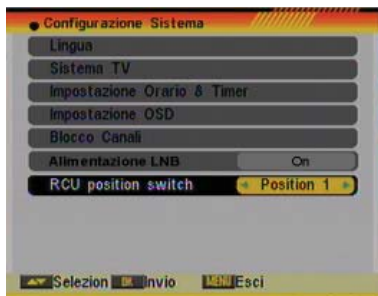 Configurazione Sistema
Lingua
Sistema TV
Impostazione Orario & Timer
Impostazione OSD
Blocco Canali
Alimentazione LNB On
RCU position switch Position 1
Selezion OK Invio MENU Esci